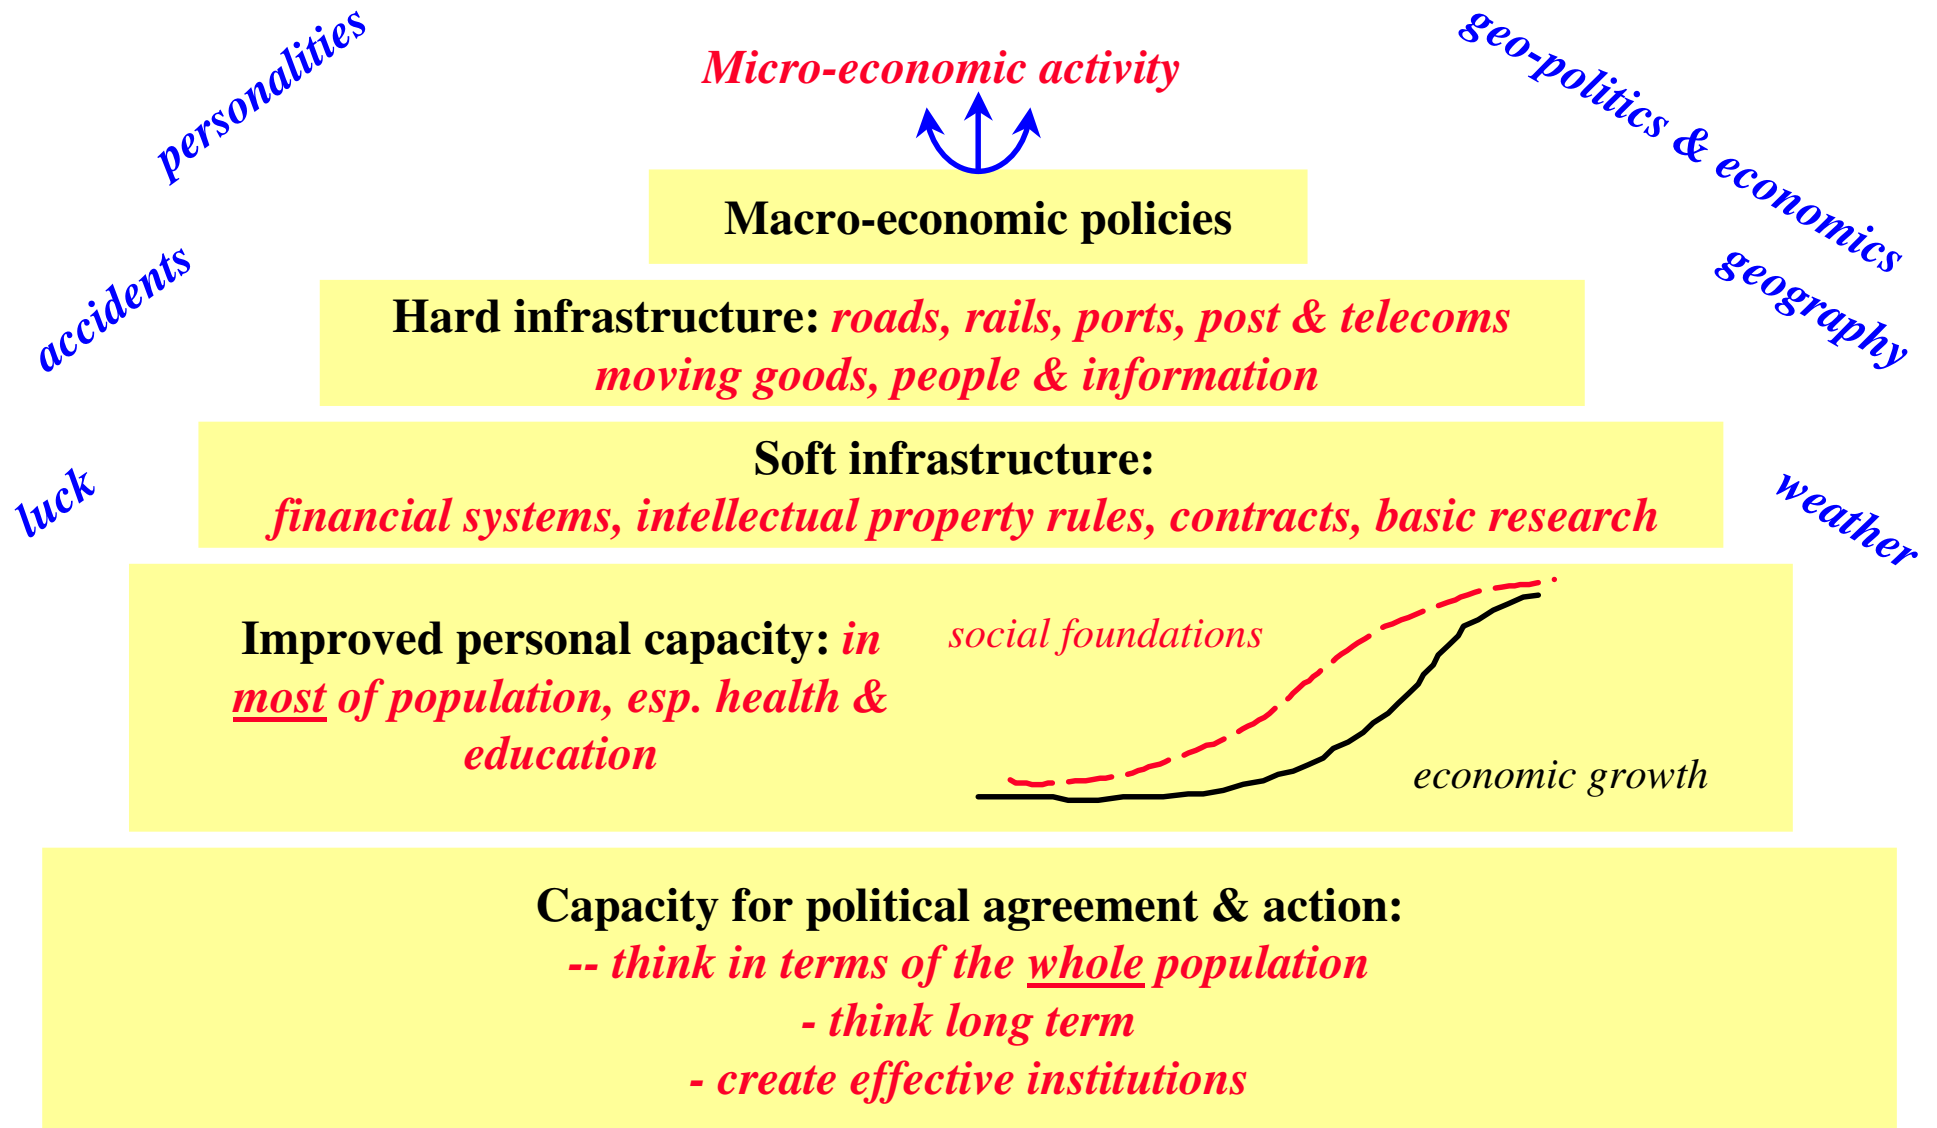 personalities
geo-politics & economics
Micro-economic activity
Macro-economic policies
accidents
geography
Hard infrastructure: roads, rails, ports, post & telecoms
moving goods, people & information
luck
weather
Soft infrastructure:
financial systems, intellectual property rules, contracts, basic research
Improved personal capacity: in
most of population, esp. health &
education
social foundations
economic growth
Capacity for political agreement & action:
-- think in terms of the whole population
- think long term
- create effective institutions